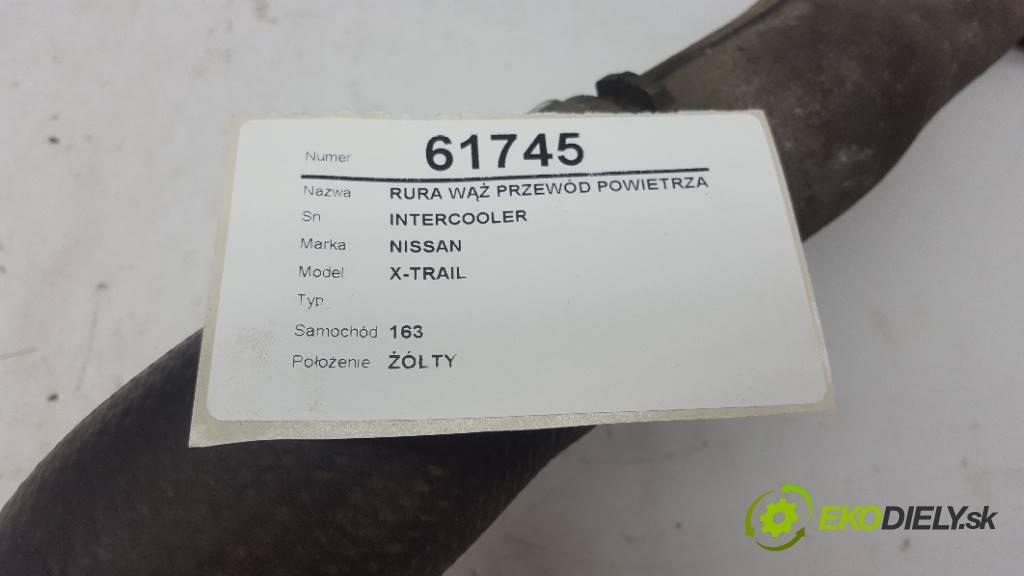 Numer 61745
Nazwa RURA WĄŻ PRZEWÓD POWIETRZA
Sn INTERCOOLER
Marka NISSAN
Model X-TRAIL
Typ
Samochód 163
Położenie ŻÓŁTY
EKODIELY.sk